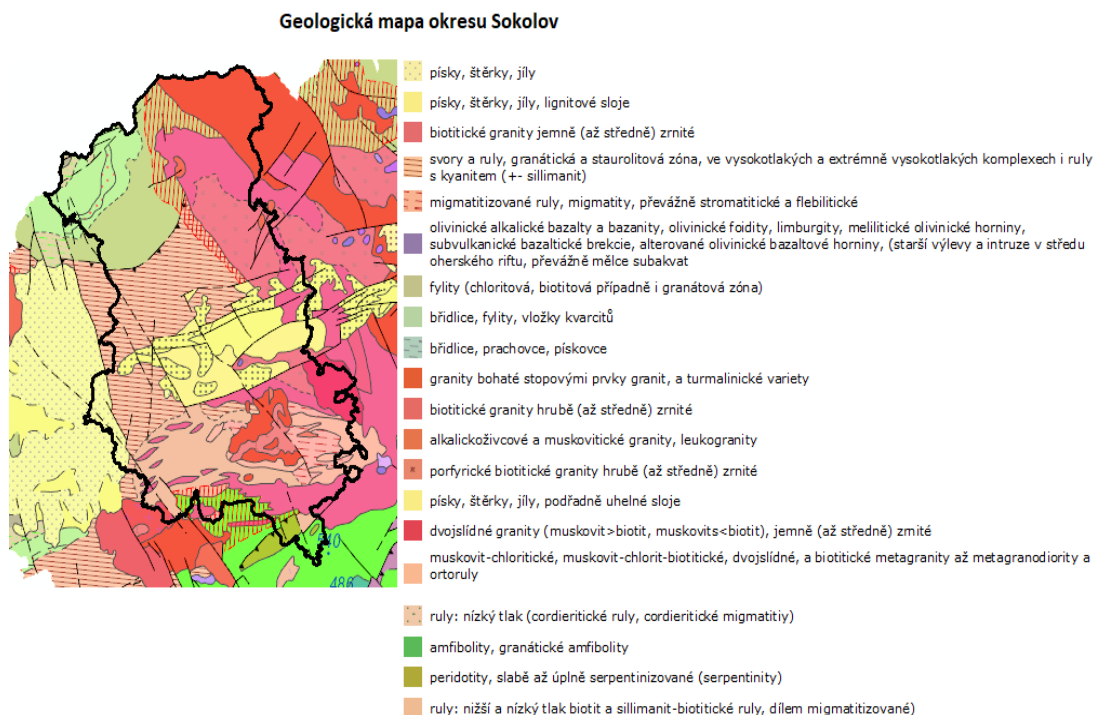 Geologická mapa okresu Sokolov
písky, štěrky, jíly
písky, štěrky, jíly, lignitové sloje
biotitické granity jemně (až středně) zrnité
svory a ruly, granátická a staurolitová zóna, ve vysokotlakých a extrémně vysokotlakých komplexech i ruly
s kyanitem (+- sillimanit)
migmatitizované ruly, migmatity, převážně stromatitické a flebilitické
olivinické alkalické bazalty a bazanity, olivinické foidity, limburgity, melilitické olivinické horniny,
subvulkanické bazaltické brekcie, alterované olivinické bazaltové horniny, (starší výlevy a intruze v středu
oherského riftu, převážně mělce subakvat
fylity (chloritová, biotitová případně i granátová zóna)
břidlice, fylity, vložky kvarcitů
břidlice, prachovce, pískovce
granity bohaté stopovými prvky granit, a turmalinické variety
biotitické granity hrubě (až středně) zrnité
alkalickoživcové a muskovitické granity, leukogranity
porfyrické biotitické granity hrubě (až středně) zrnité
písky, štěrky, jíly, podřadně uhelné sloje
dvojslídné granity (muskovit>biotit, muskovits<biotit), jemně (až středně) zrnité
muskovit-chloritické, muskovit-chlorit-biotitické, dvojslídné, a biotitické metagranity až metagranodiority a
ortoruly
ruly: nízký tlak (cordieritické ruly, cordieritické migmatitiy)
amfibolity, granátické amfibolity
peridotity, slabě až úplně serpentinizované (serpentinity)
ruly: nižší a nízký tlak biotit a sillimanit-biotitické ruly, dílem migmatitizované)
540
486